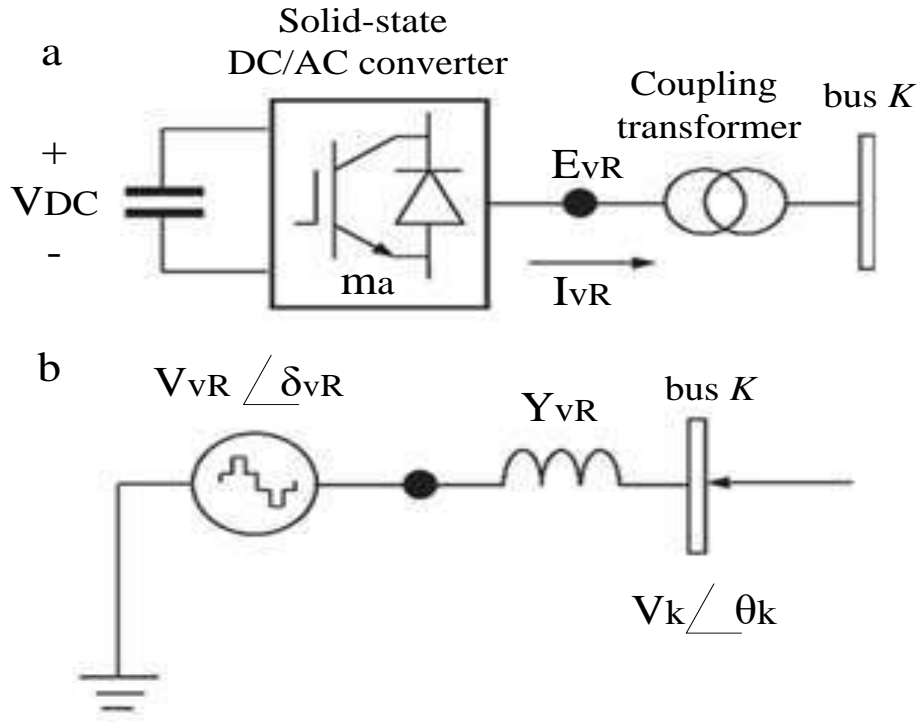 a
Solid-state
DC/AC converter
Coupling
transformer
bus K
+
VDC
-
EvR
ma
IvR
b
VvR ∠δvR
YvR
bus K
Vk∠θk